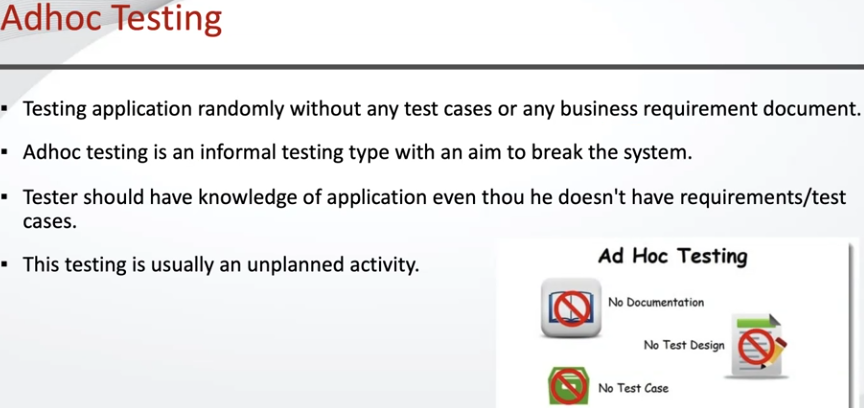 Adhoc Testing
▪ Testing application randomly without any test cases or any business requirement document.
▪ Adhoc testing is an informal testing type with an aim to break the system.
▪ Tester should have knowledge of application even thou he doesn't have requirements/test
cases.
▪ This testing is usually an unplanned activity.
Ad Hoc Testing
No Documentation
No Test Design
No Test Case